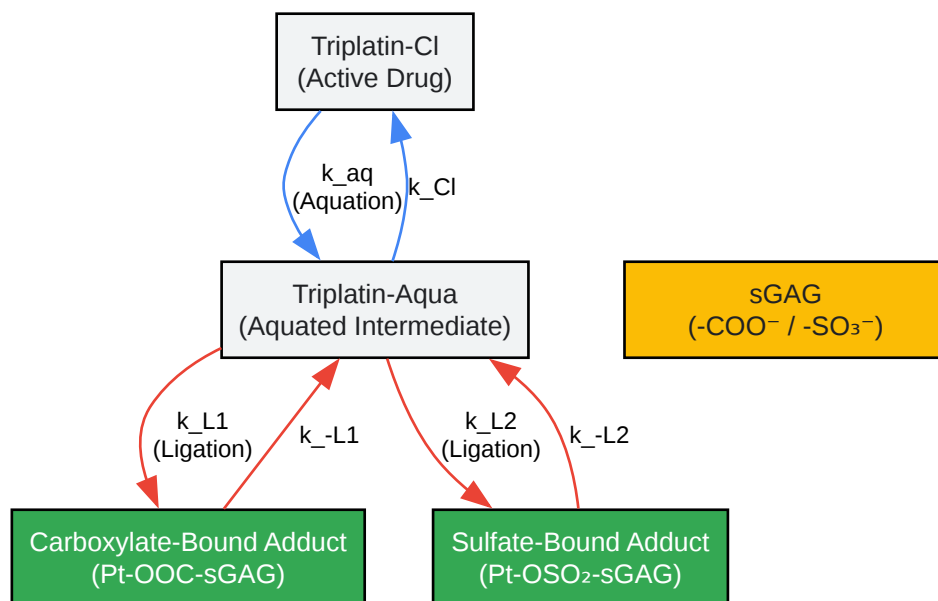 Triplatin-Cl
(Active Drug)
k_aq
(Aquation)
k_Cl
Triplatin-Aqua
(Aquated Intermediate)
sGAG
(-COO⁻ / -SO₃⁻)
k_L1
(Ligation)
k_-L1
k_L2
(Ligation)
k_-L2
Carboxylate-Bound Adduct
(Pt-OOC-sGAG)
Sulfate-Bound Adduct
(Pt-OSO₂-sGAG)